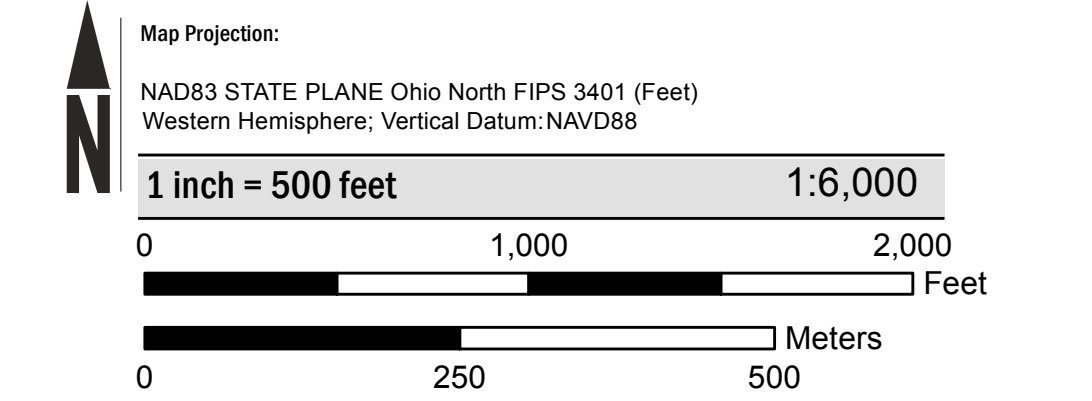 N
Map Projection:
NAD83 STATE PLANE Ohio North FIPS 3401 (Feet)
Western Hemisphere; Vertical Datum:NAVD88
1 inch = 500 feet 1:6,000
0 1,000 2,000
Feet
Meters
0 250 500